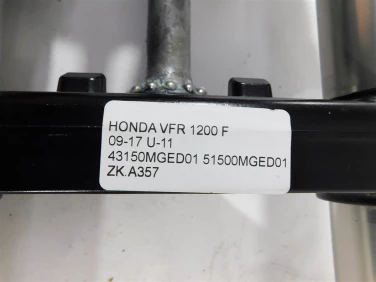 HONDA VFR 1200 F
09-17 U-11
43150MGED01 51500MGED01
ZK.A357